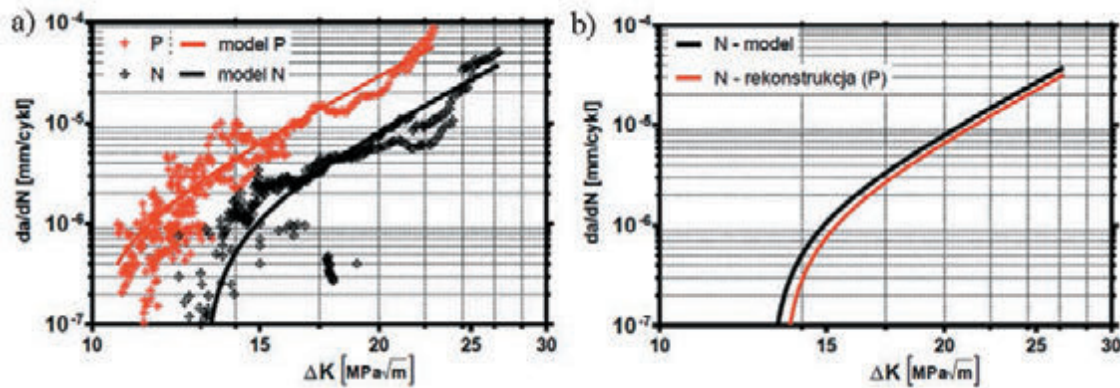 a)
da/dN [mm/cykl]
10⁻⁴
10⁻⁵
10⁻⁶
10⁻⁷
P
model P
N
model N
10 15 20 25 30
ΔK [MPa√m]
b)
da/dN [mm/cykl]
10⁻⁴
10⁻⁵
10⁻⁶
10⁻⁷
N - model
N - rekonstrukcja (P)
10 15 20 25 30
ΔK [MPa√m]